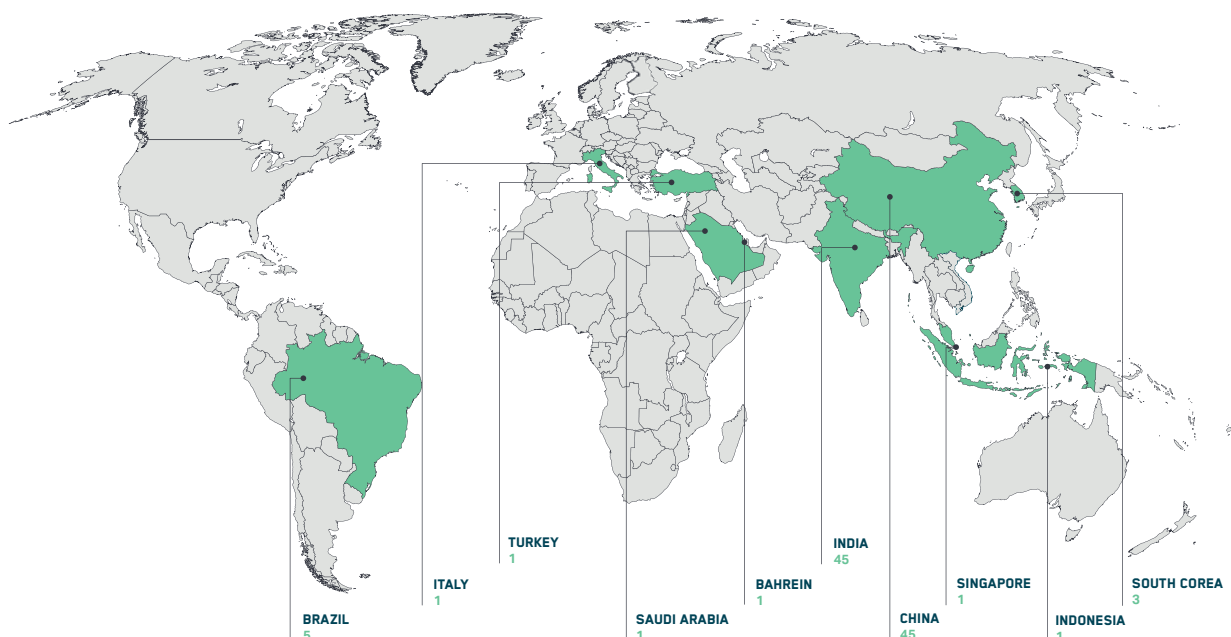 TURKEY
1
INDIA
45
ITALY
1
BAHREIN
1
SINGAPORE
1
SOUTH COREA
3
BRAZIL
5
SAUDI ARABIA
1
CHINA
45
INDONESIA
1